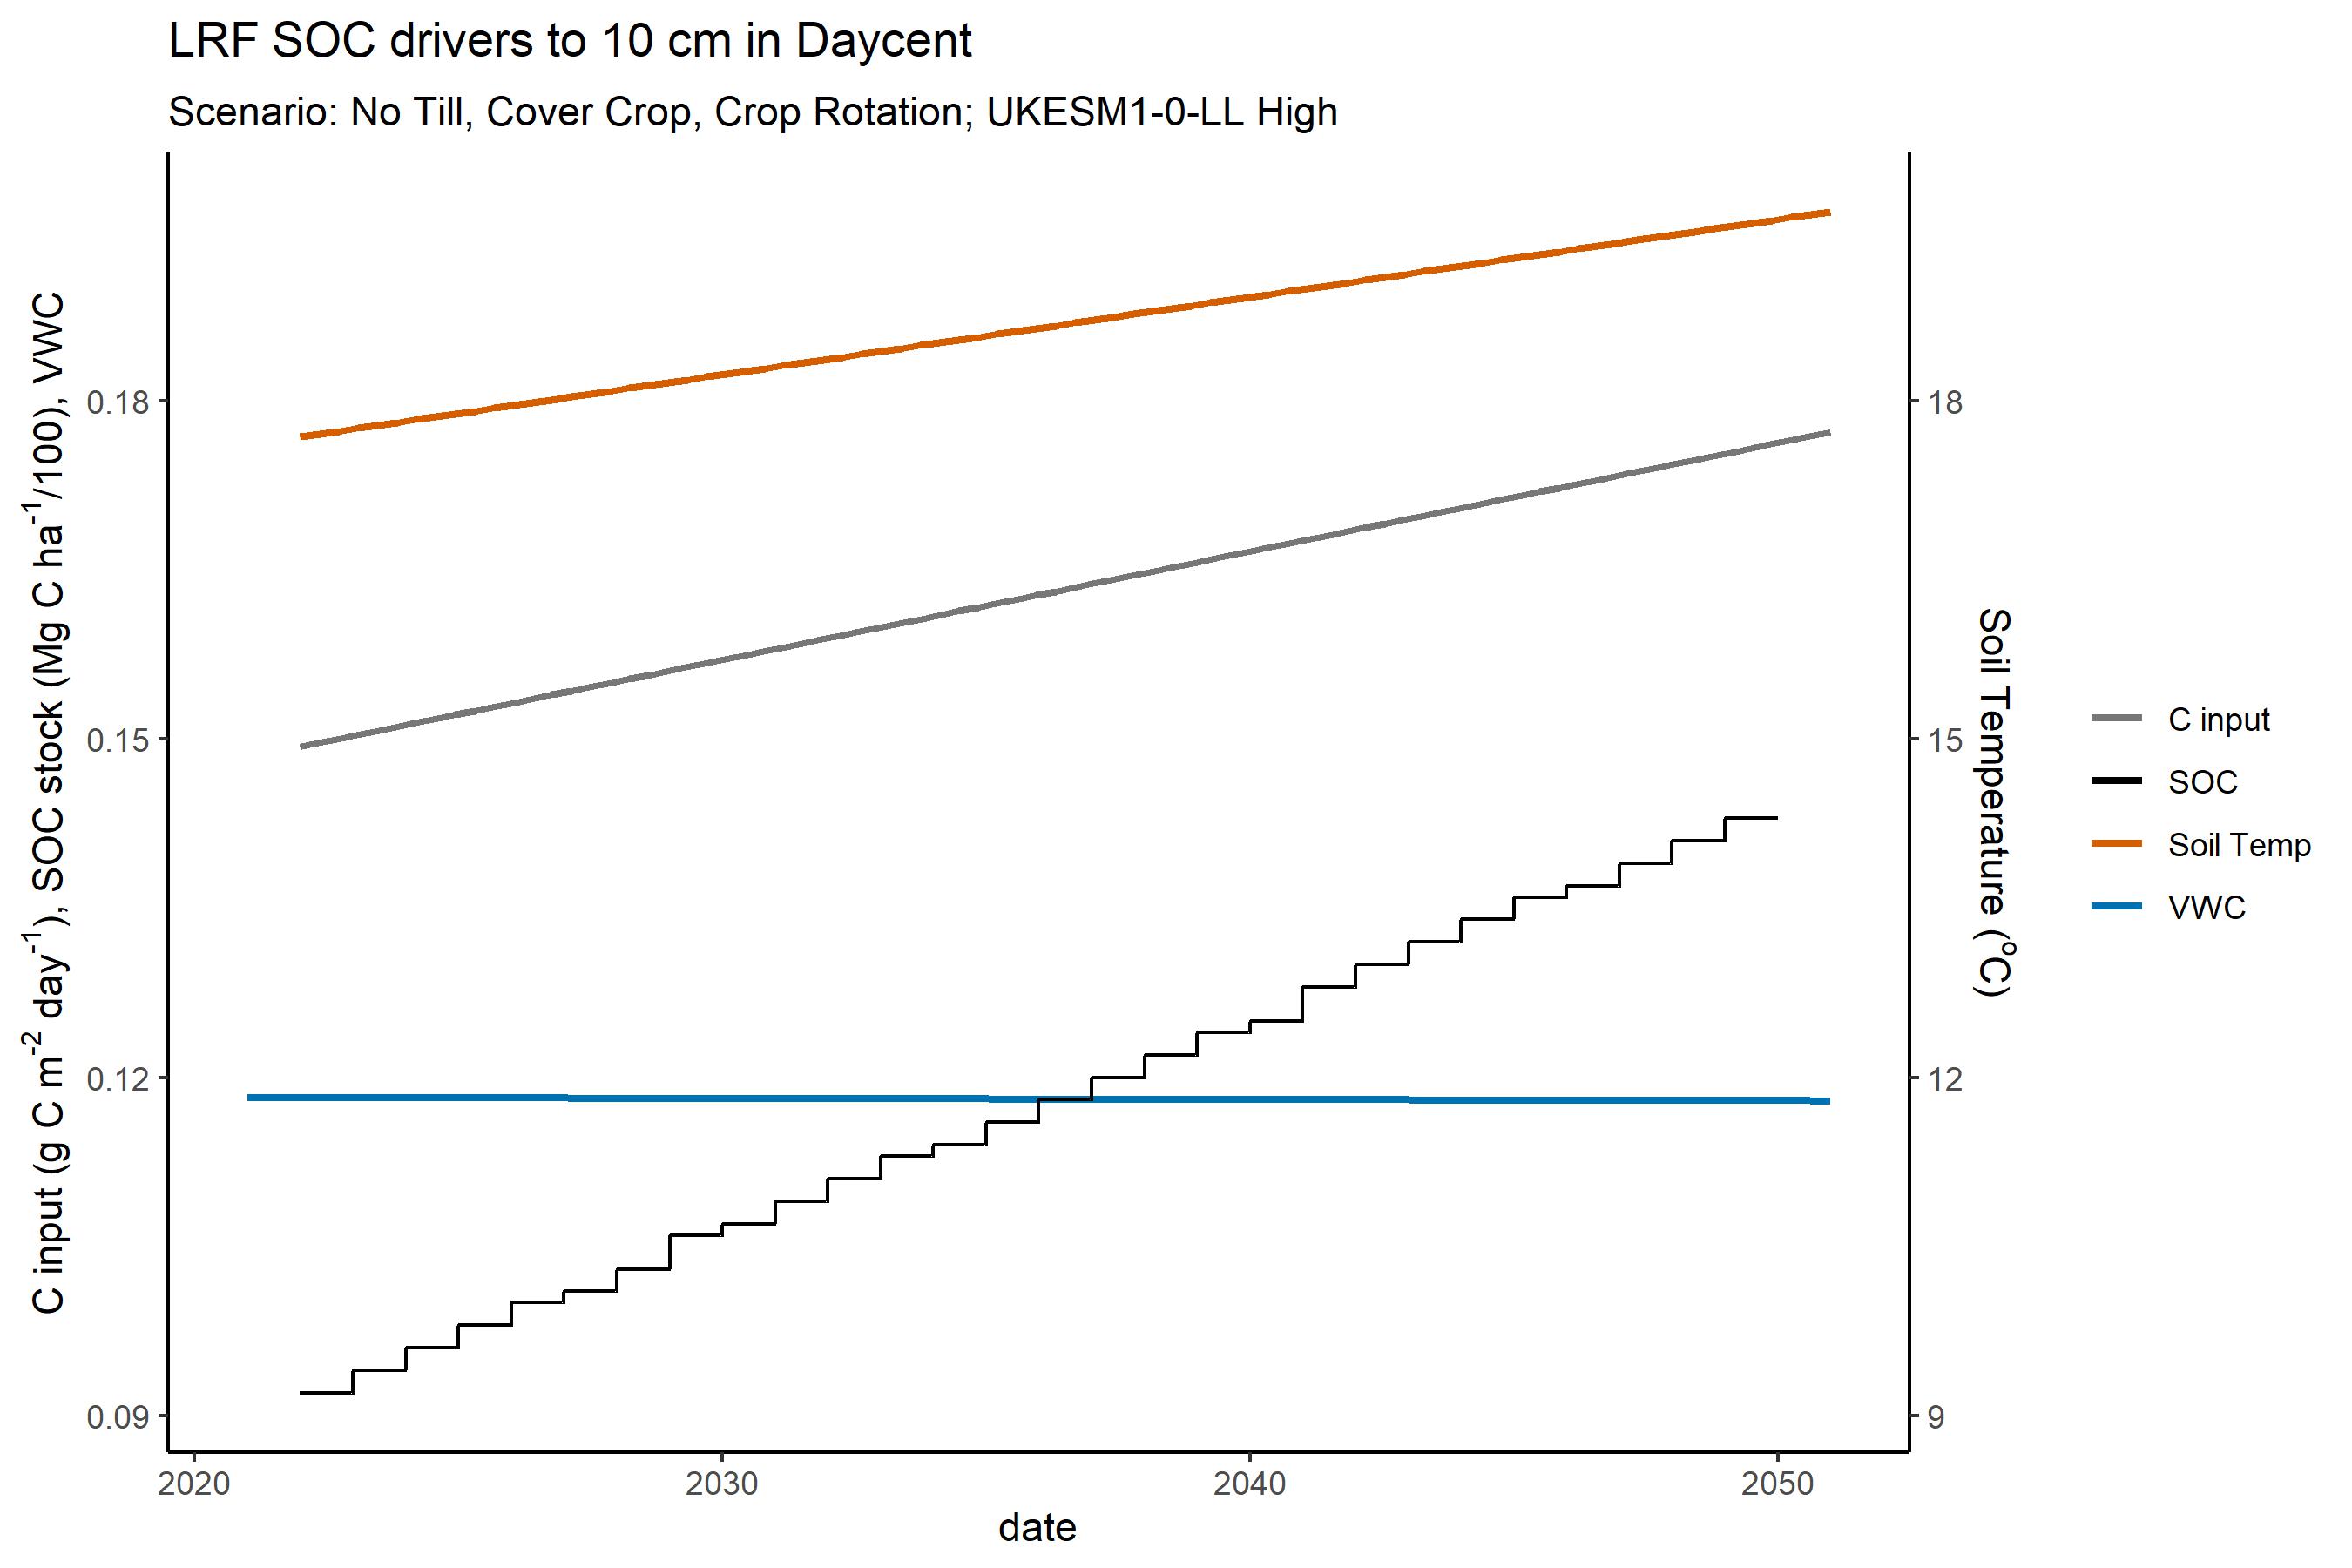 LRF SOC drivers to 10 cm in Daycent
Scenario: No Till, Cover Crop, Crop Rotation; UKESM1-0-LL High
C input (g C m⁻² day⁻¹), SOC stock (Mg C ha⁻¹/100), VWC
0.18
0.15
0.12
0.09
18
15
12
9
Soil Temperature (°C)
C input
SOC
Soil Temp
VWC
2020
2030
2040
2050
date